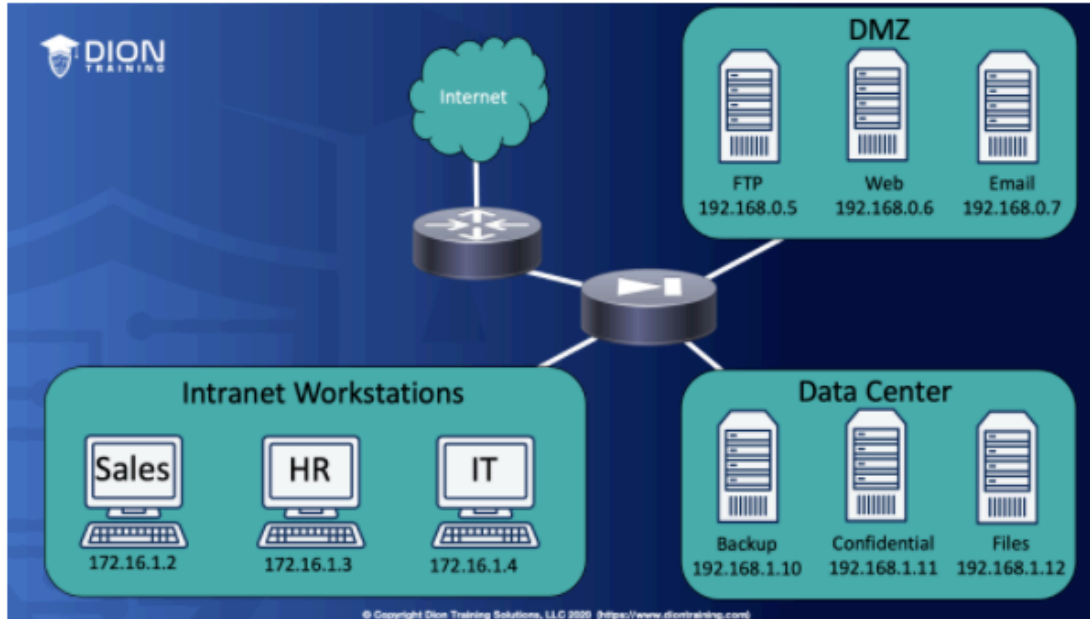 DION
TRAINING
Internet
DMZ
FTP
192.168.0.5
Web
192.168.0.6
Email
192.168.0.7
Intranet Workstations
Sales
172.16.1.2
HR
172.16.1.3
IT
172.16.1.4
Data Center
Backup
192.168.1.10
Confidential
192.168.1.11
Files
192.168.1.12
© Copyright Dion Training Solutions, LLC 2020 (https://www.diontraining.com)